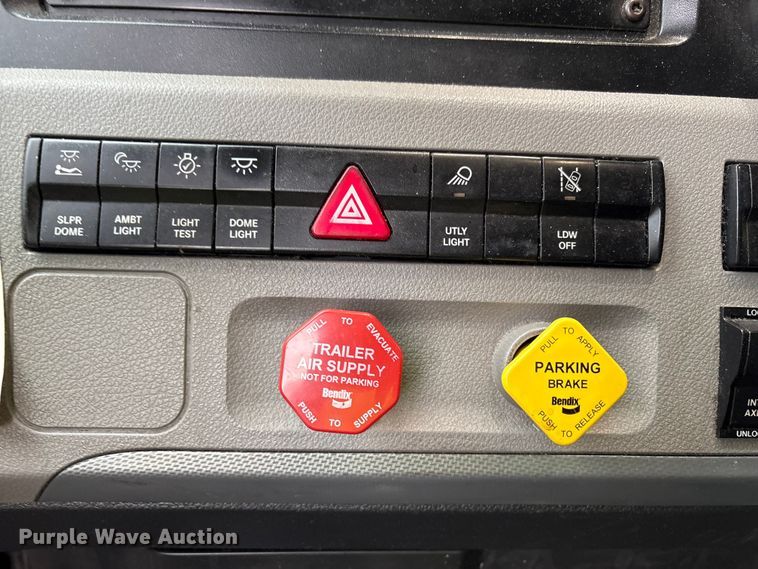 SLPR
DOME
AMBT
LIGHT
LIGHT
TEST
DOME
LIGHT
UTLY
LIGHT
LDW
OFF
PULL TO EVACUATE
TRAILER
AIR SUPPLY
NOT FOR PARKING
Bendix
PUSH TO SUPPLY
PULL TO APPLY
PARKING
BRAKE
Bendix
PUSH TO RELEASE
Purple Wave Auction